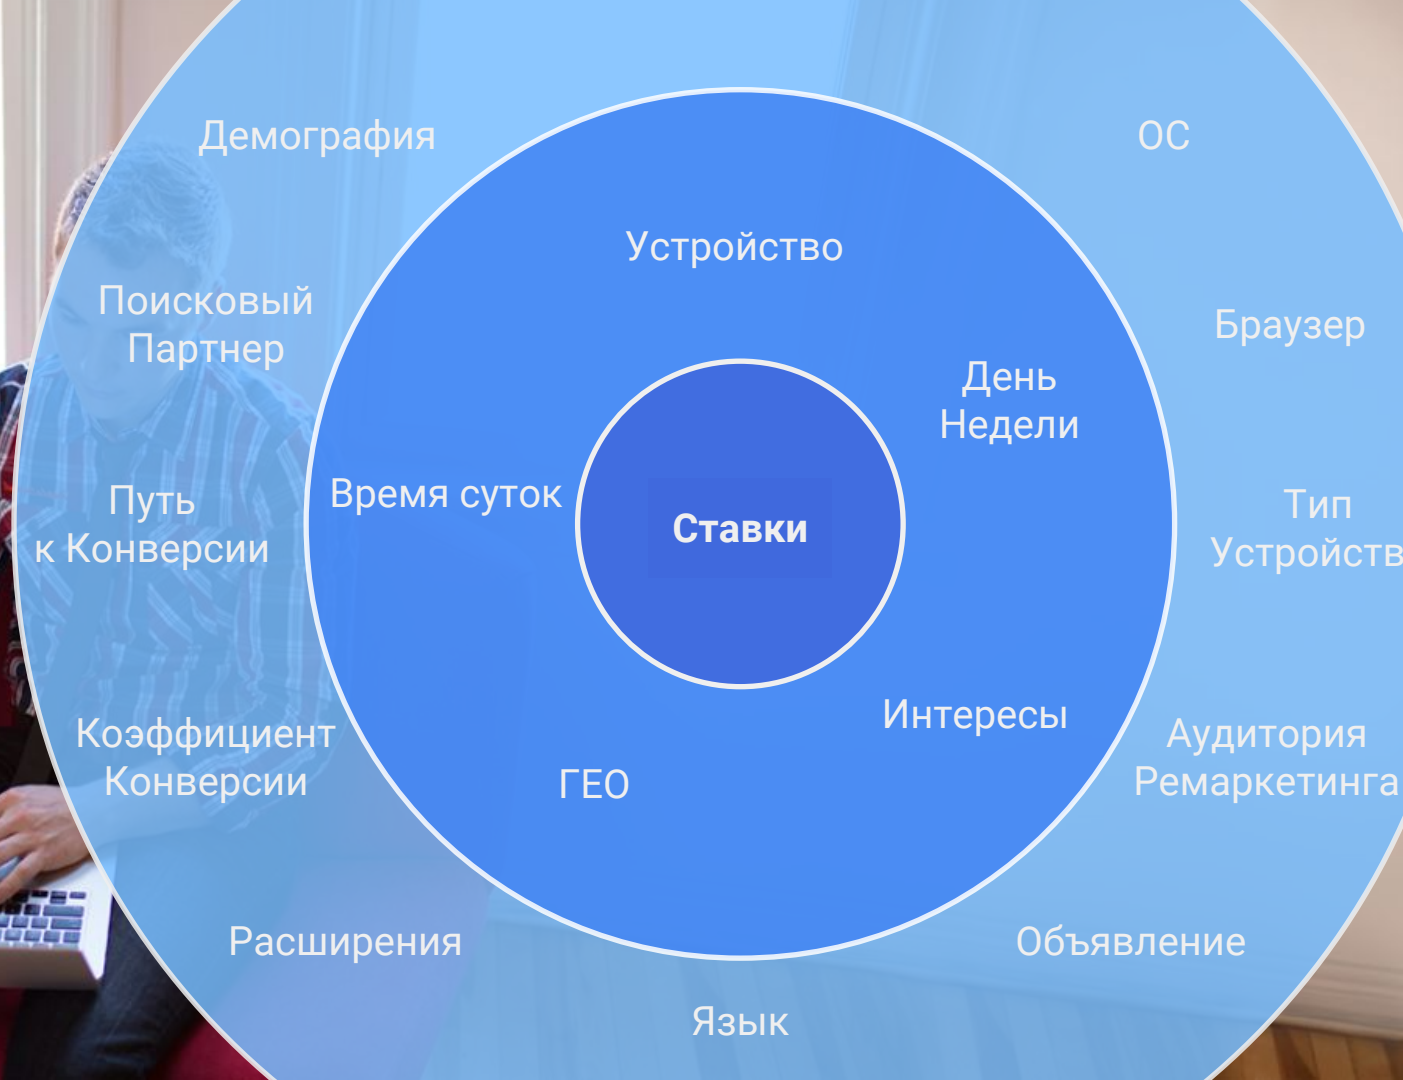 Демография
ОС
Устройство
Поисковый
Партнер
Браузер
День
Недели
Время суток
Ставки
Путь
к Конверсии
Тип
Устройств
Интересы
ГЕО
Коэффициент
Конверсии
Аудитория
Ремаркетинга
Расширения
Объявление
Язык